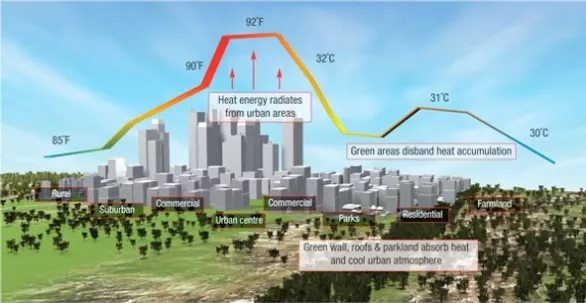 92°F
90°F
32°C
Heat energy radiates
from urban areas
31°C
85°F
30°C
Green areas disband heat accumulation
Rural
Suburban
Commercial
Urban centre
Commercial
Parks
Residential
Farmland
Green wall, roofs & parkland absorb heat
and cool urban atmosphere